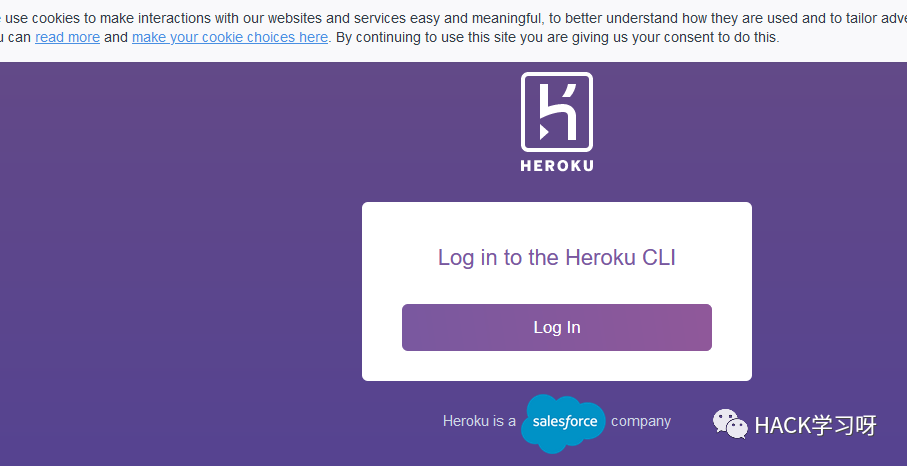 use cookies to make interactions with our websites and services easy and meaningful, to better understand how they are used and to tailor
can read more and make your cookie choices here. By continuing to use this site you are giving us your consent to do this.
HEROKU
Log in to the Heroku CLI
Log In
Heroku is a salesforce company
HACK学习呀